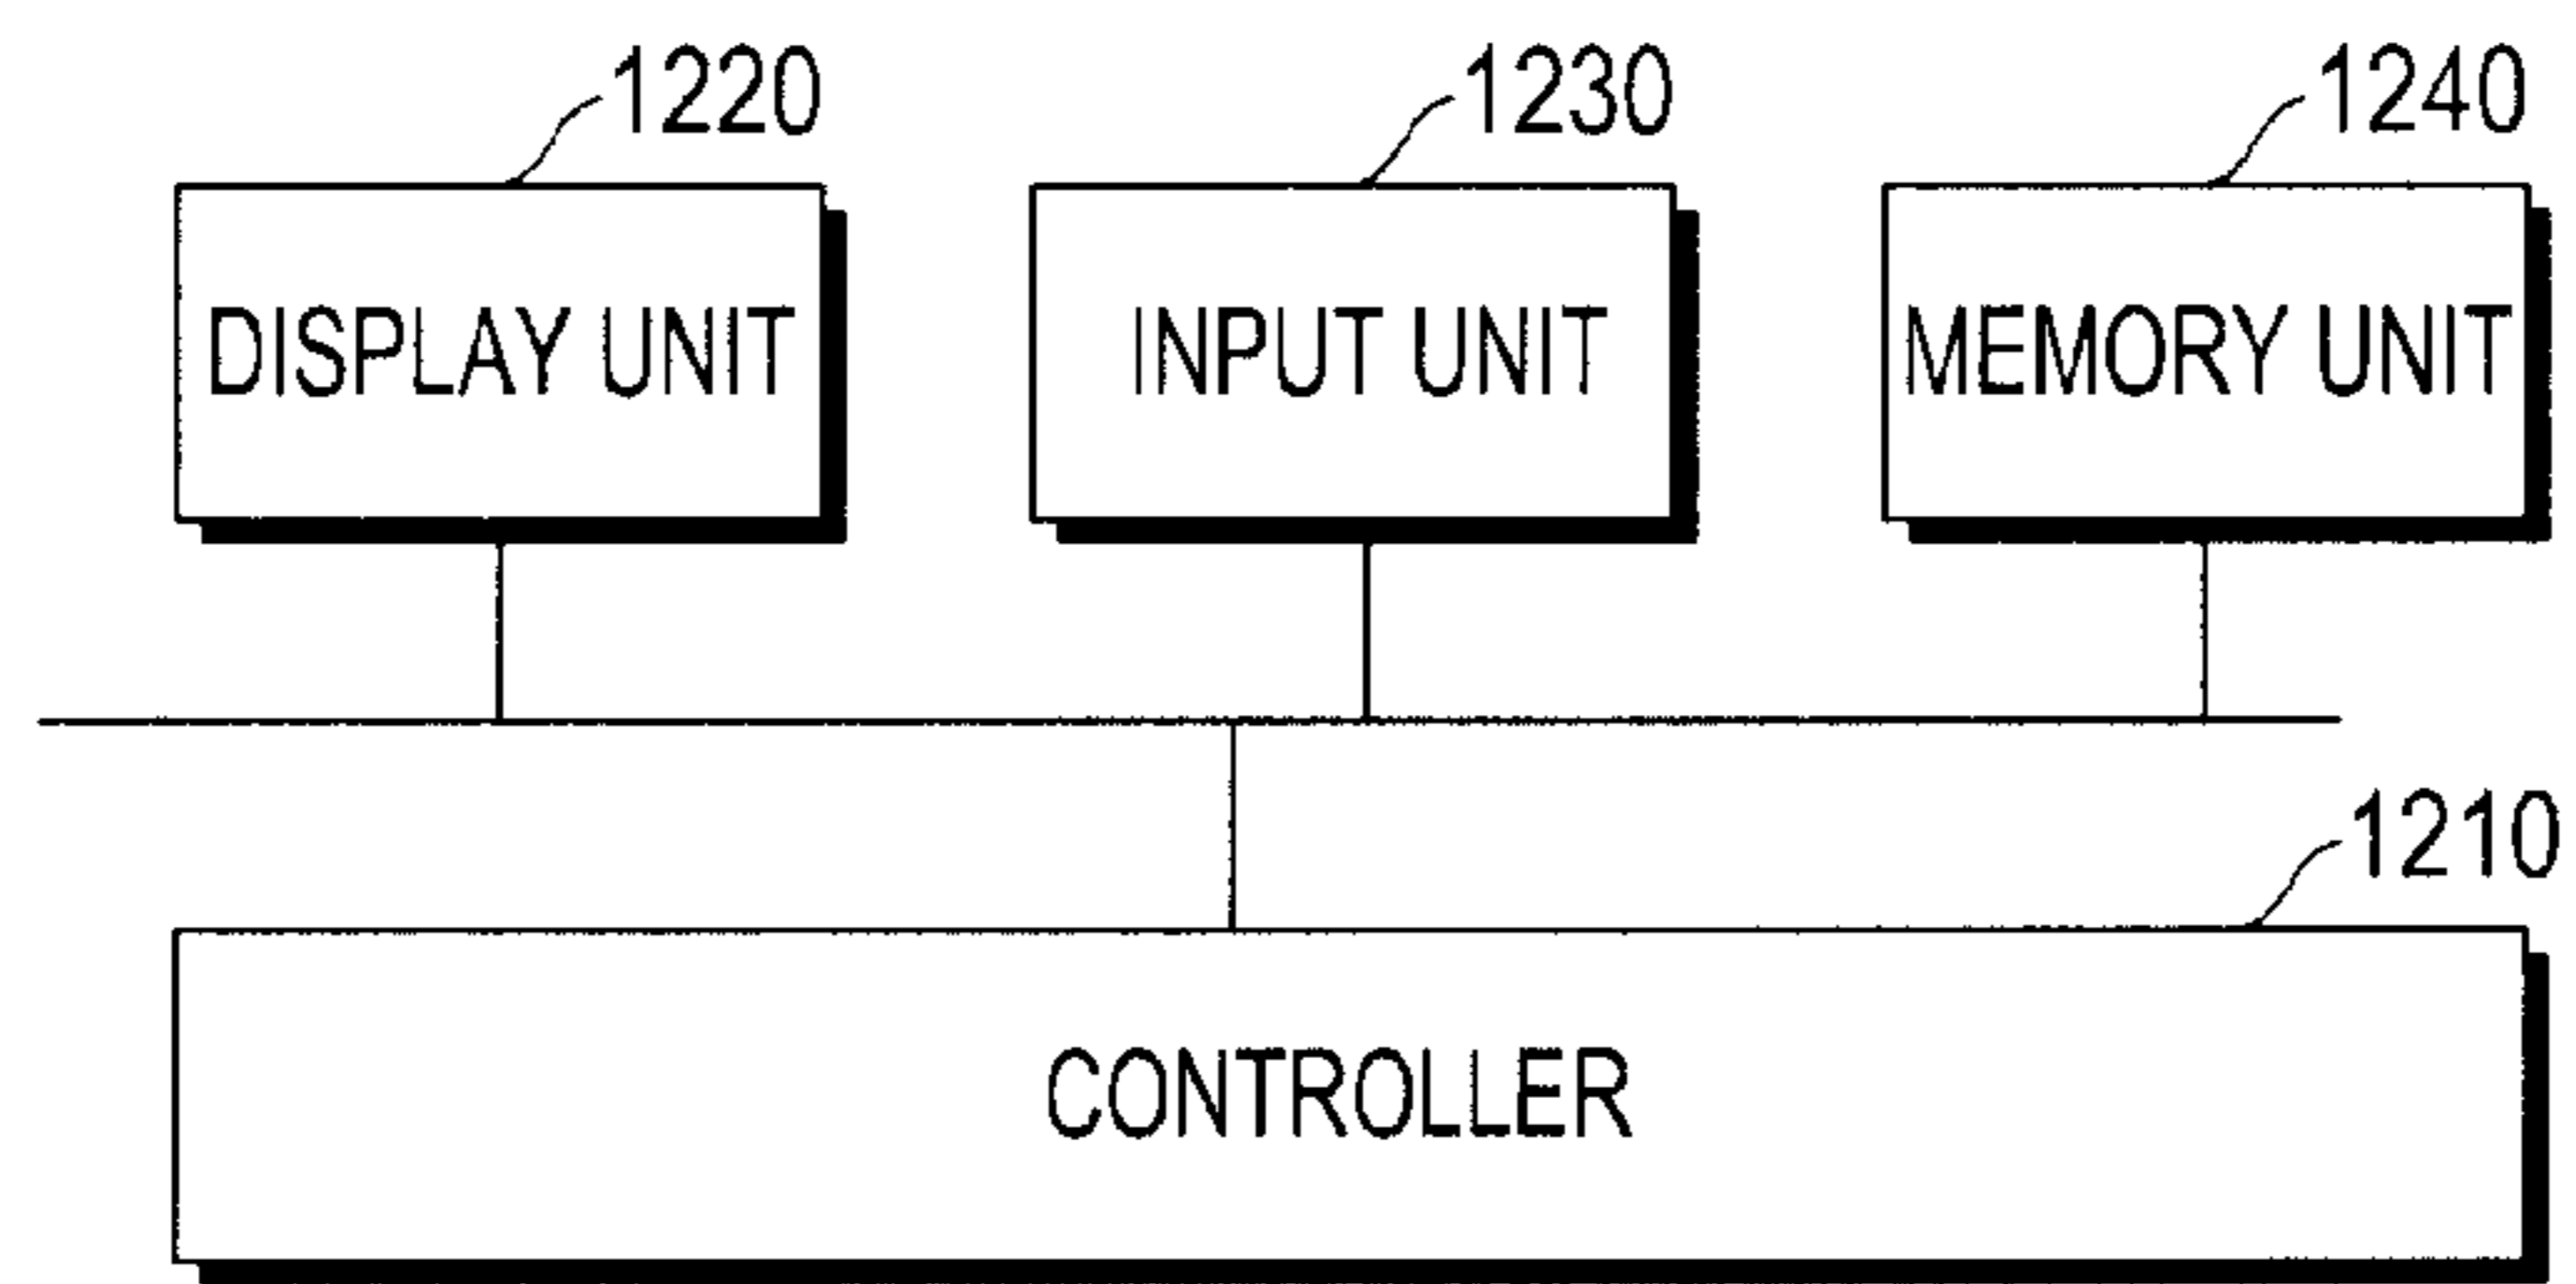 1220 1230 1240
DISPLAY UNIT INPUT UNIT MEMORY UNIT
1210
CONTROLLER